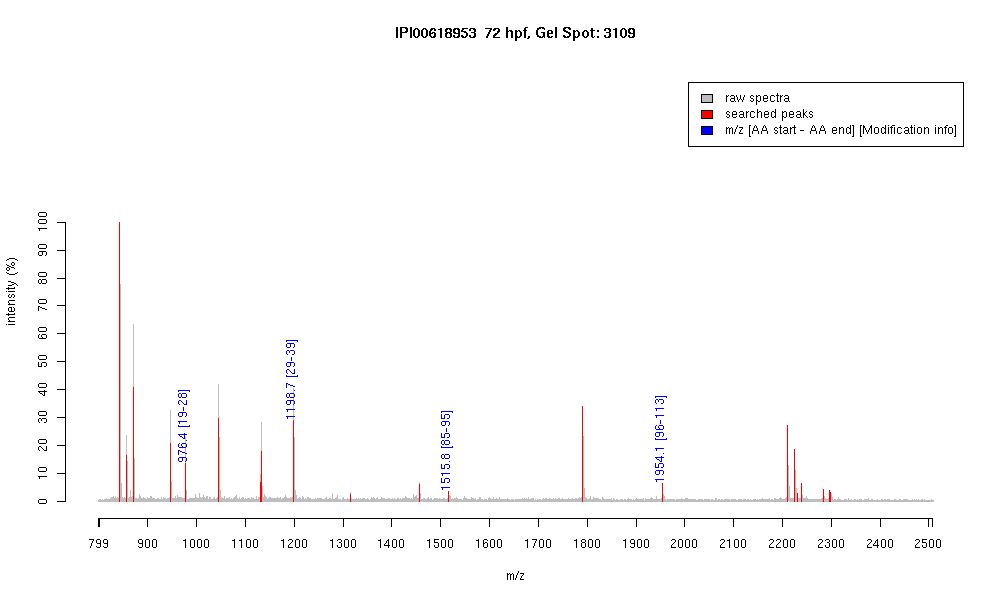 IPI00618953 72 hpf, Gel Spot: 3109
raw spectra
searched peaks
m/z [AA start - AA end] [Modification info]
intensity (%)
100
90
80
70
60
50
40
30
20
10
0
976.4 [19-28]
1198.7 [29-39]
1515.8 [85-95]
1954.1 [96-113]
799 900 1000 1100 1200 1300 1400 1500 1600 1700 1800 1900 2000 2100 2200 2300 2400 2500
m/z